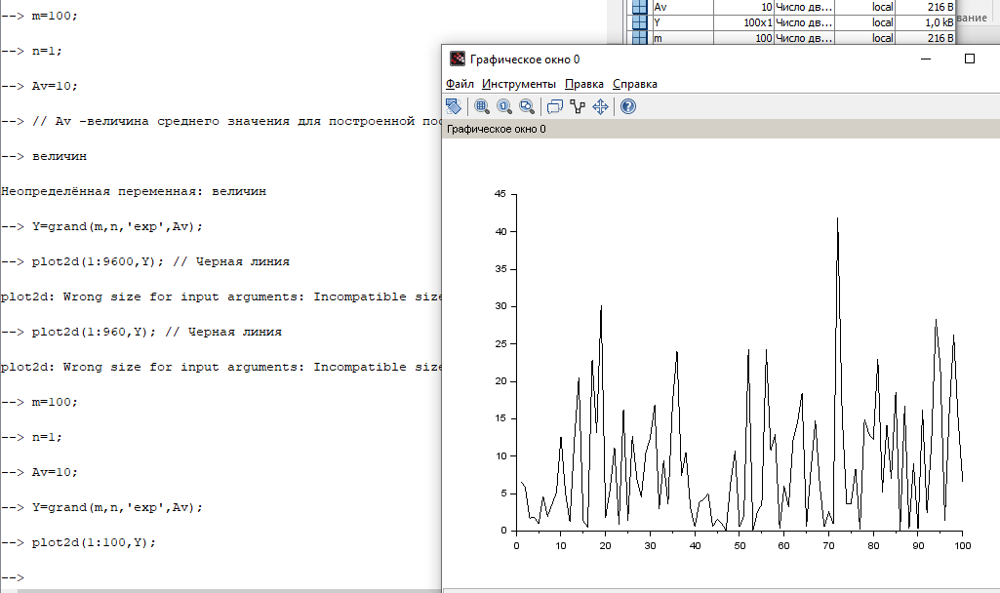 --> m=100;
--> n=1;
--> Av=10;
--> // Av -величина среднего значения для построенной
--> величин
Неопределённая переменная: величин
--> Y=grand(m,n,'exp',Av);
--> plot2d(1:9600,Y); // Черная линия
plot2d: Wrong size for input arguments: Incompatible size
--> plot2d(1:960,Y); // Черная линия
plot2d: Wrong size for input arguments: Incompatible size
--> m=100;
--> n=1;
--> Av=10;
--> Y=grand(m,n,'exp',Av);
--> plot2d(1:100,Y);
-->
Av 10 Число дв... local 216 B
Y 100x1 Число дв... local 1,0 kB
m 100 Число дв... local 216 B
вание
Графическое окно 0
Файл Инструменты Правка Справка
Графическое окно 0
45
40
35
30
25
20
15
10
5
0
0 10 20 30 40 50 60 70 80 90 100